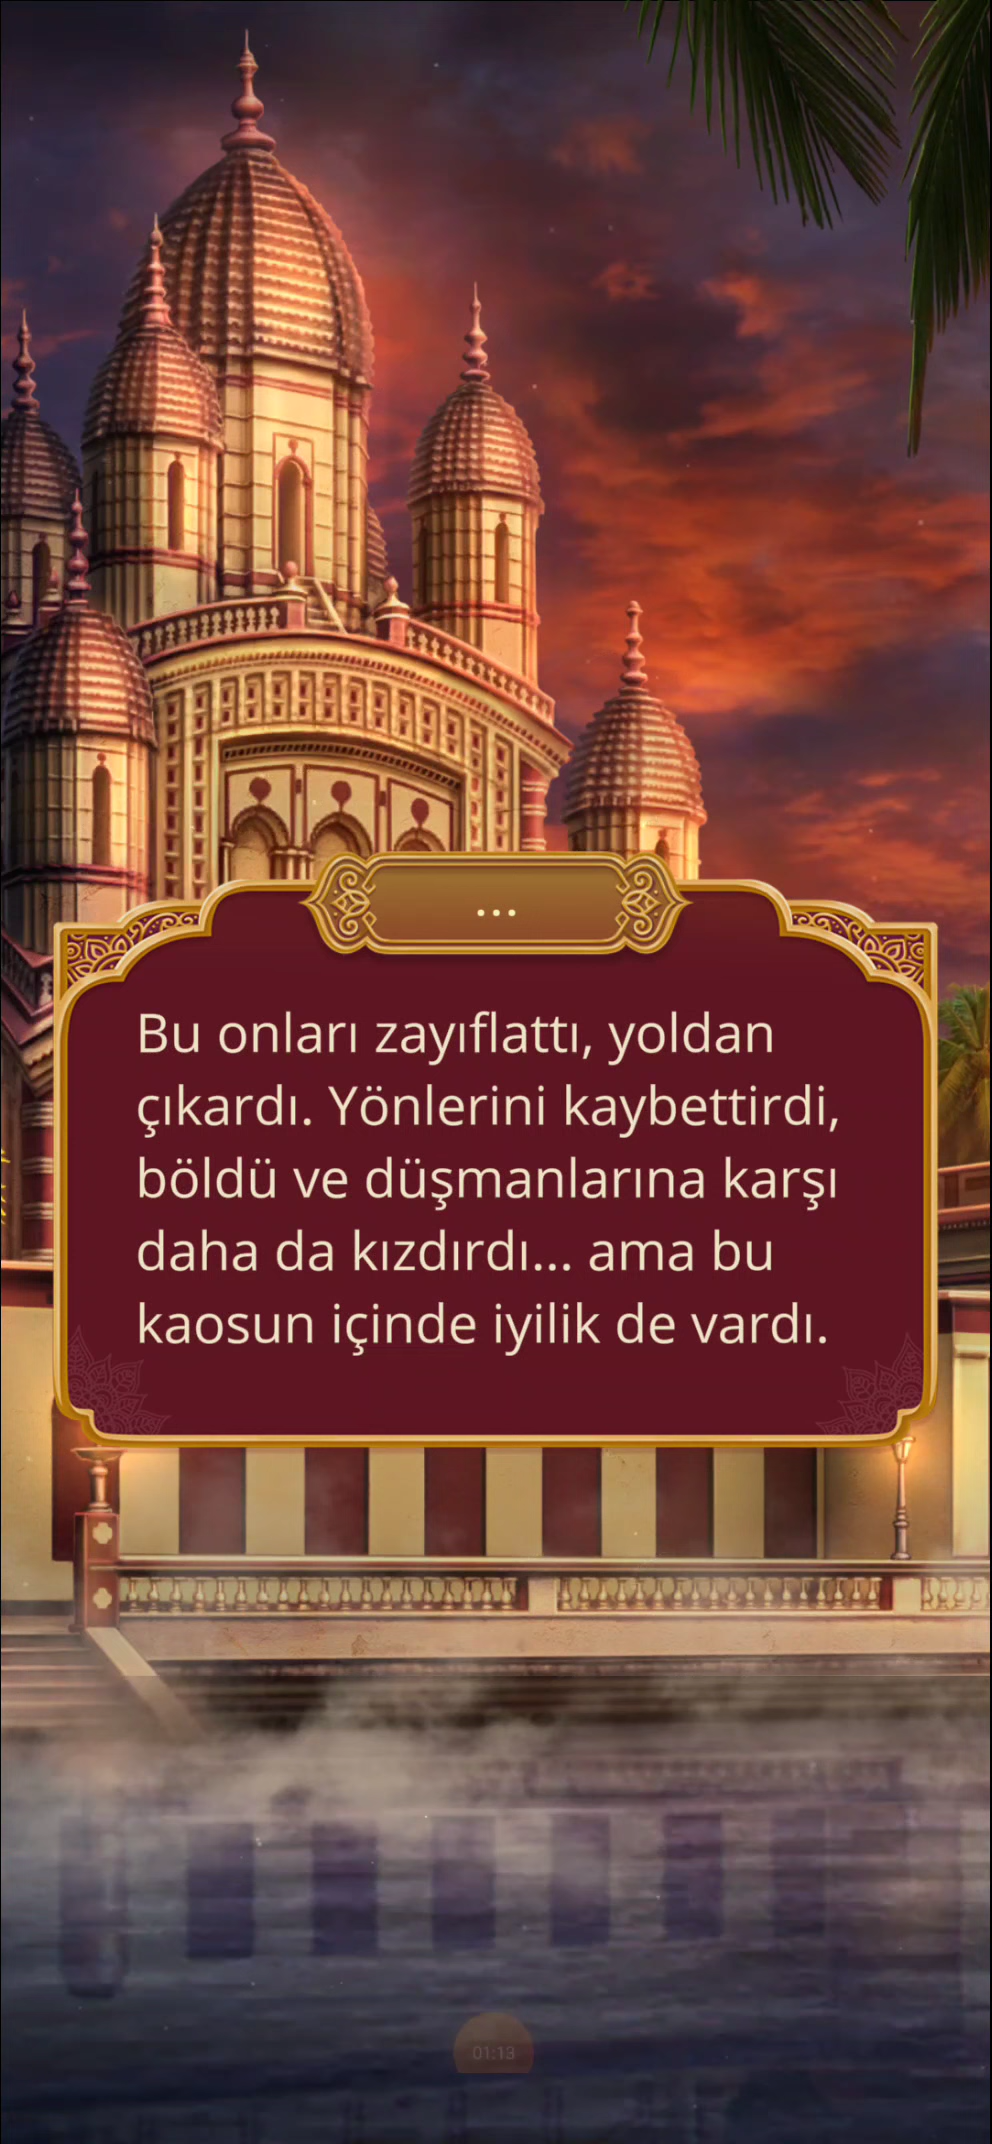 ...
Bu onları zayıflattı, yoldan
çıkardı. Yönlerini kaybettirdi,
böldü ve düşmanlarına karşı
daha da kızdırdı... ama bu
kaosun içinde iyilik de vardı.
01:13